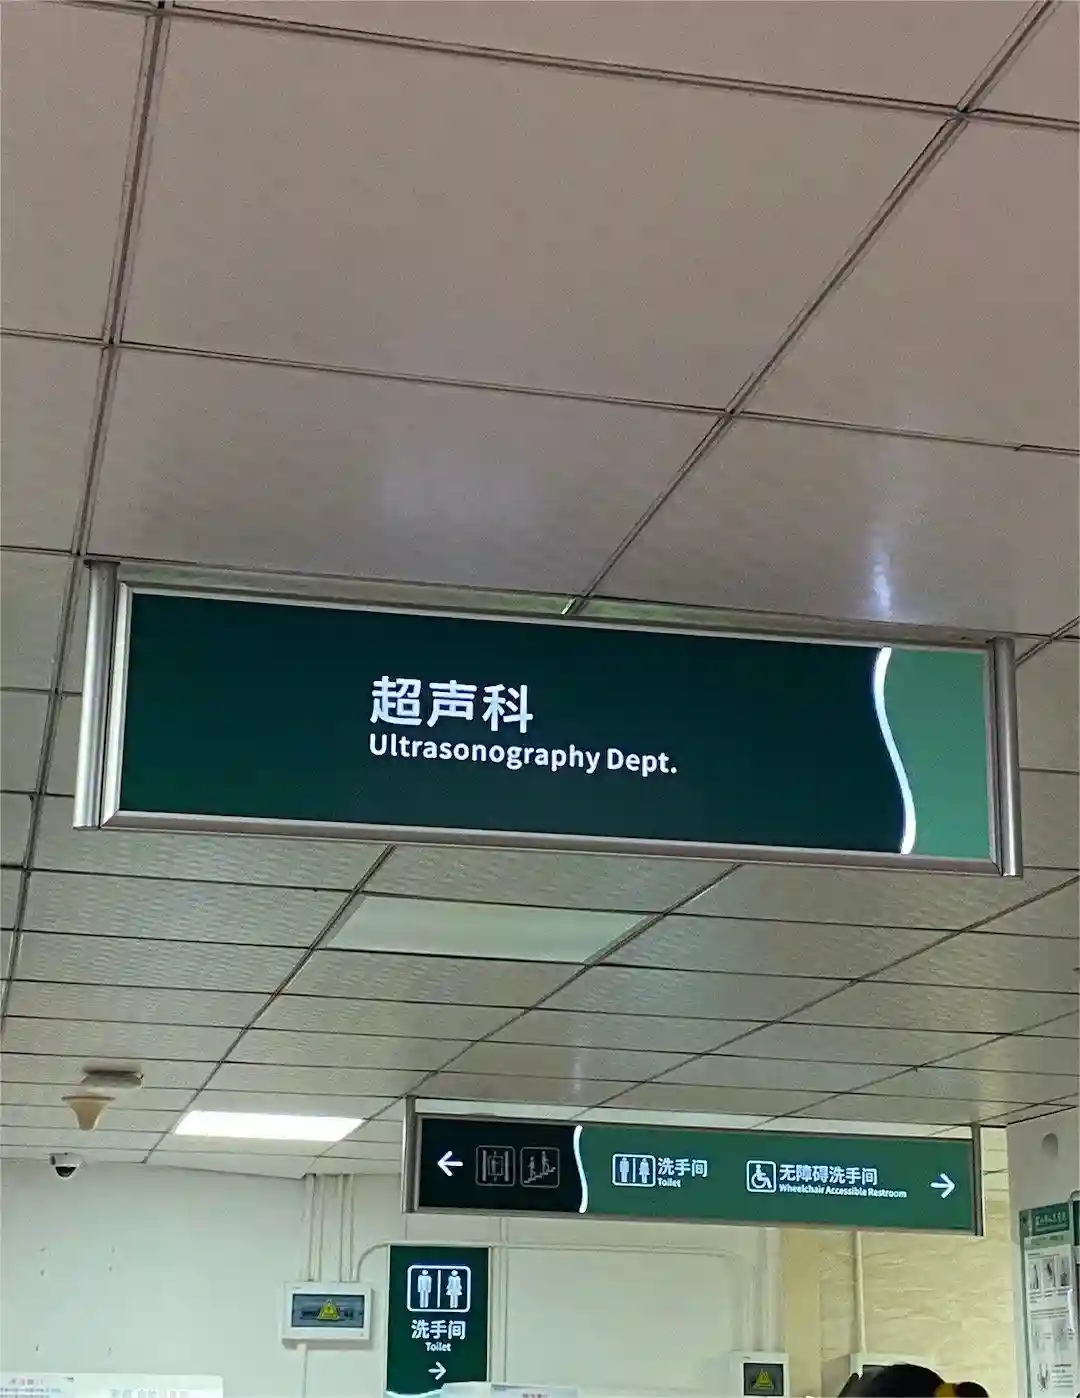 超声科
Ultrasonography Dept.
洗手间
Toilet
无障碍洗手间
Wheelchair Accessible Restroom
洗手间
Toilet